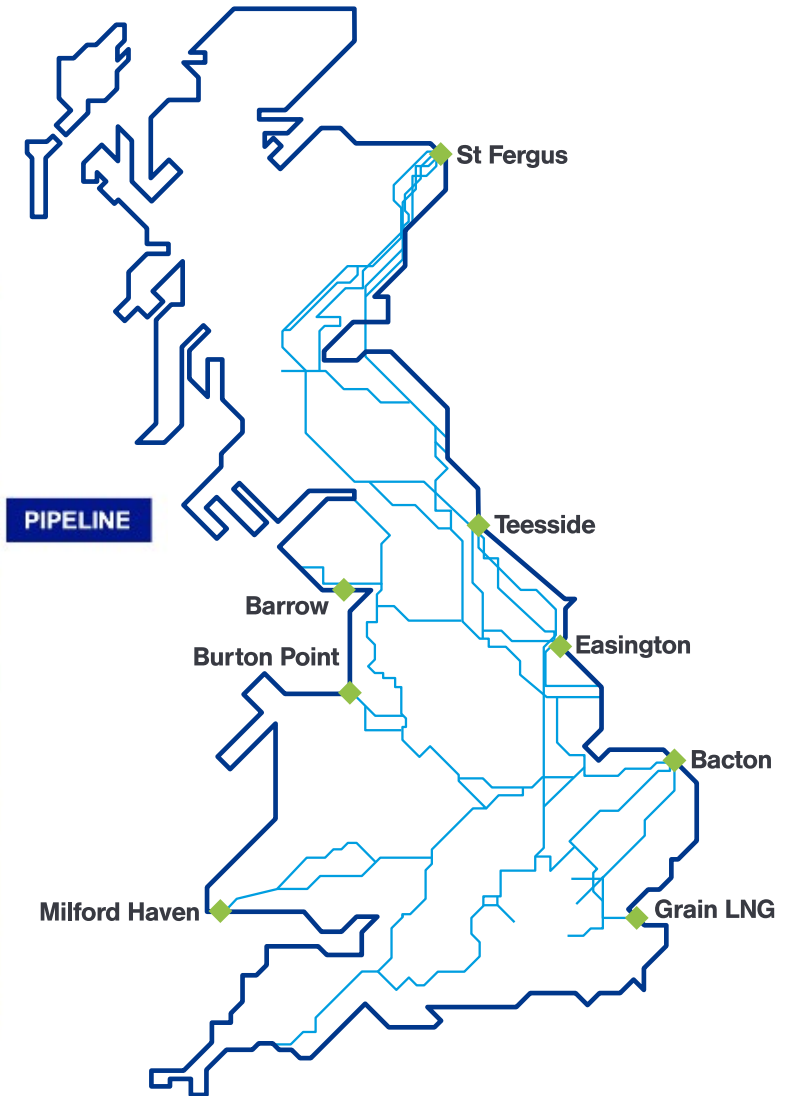 St Fergus
PIPELINE
Teesside
Barrow
Easington
Burton Point
Bacton
Milford Haven
Grain LNG